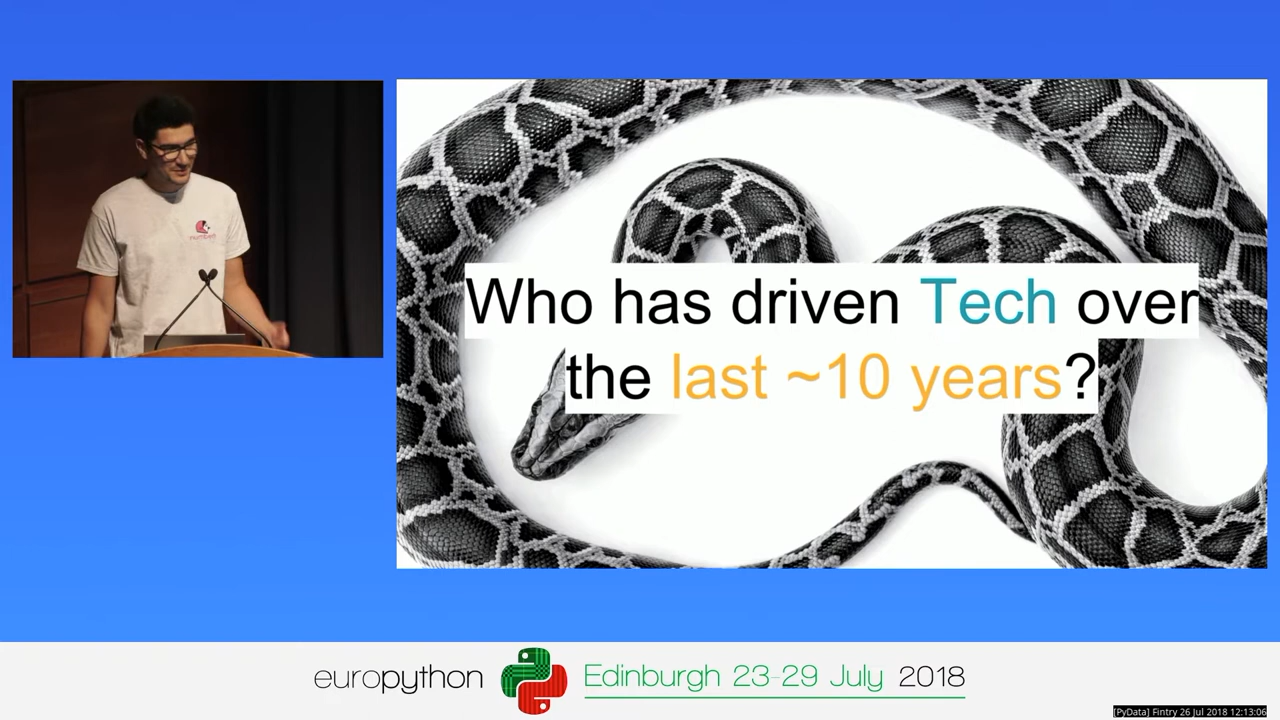 Who has driven Tech over
the last ~10 years?
europython
Edinburgh 23-29 July 2018
[PyData] Fintry 26 Jul 2018 12:13:06